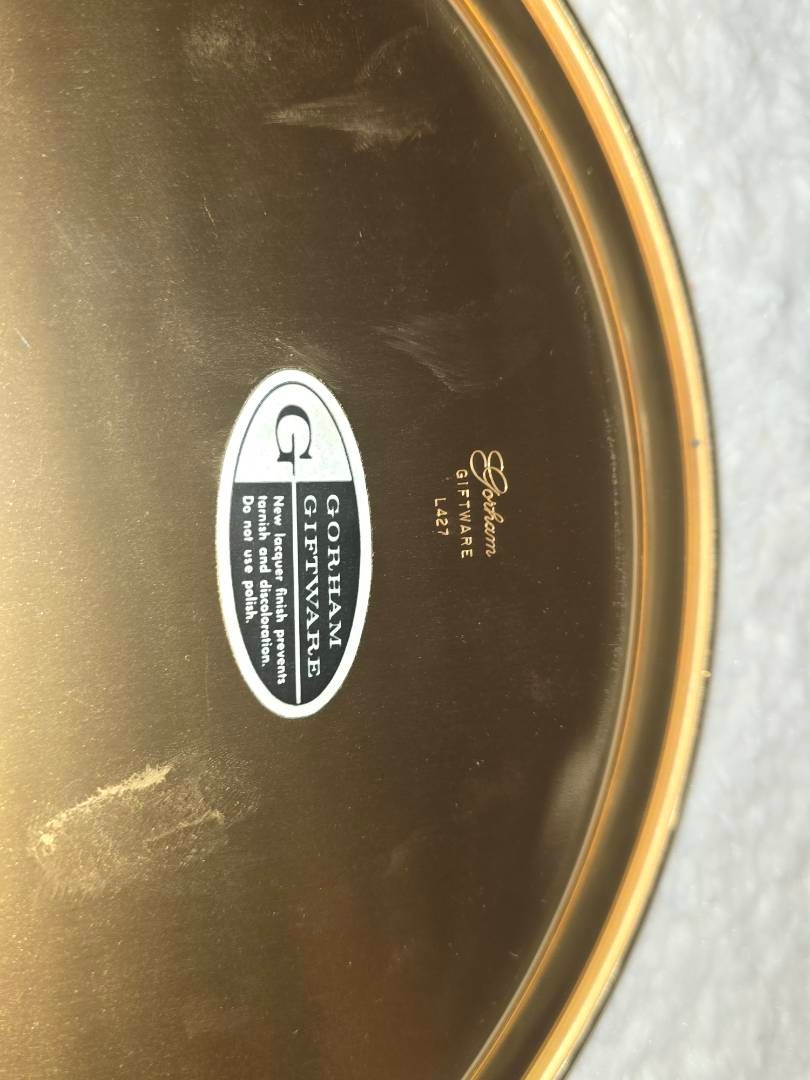 Gorham
GIFTWARE
L427
G
GORHAM
GIFTWARE
New lacquer finish prevents
tarnish and discoloration.
Do not use polish.